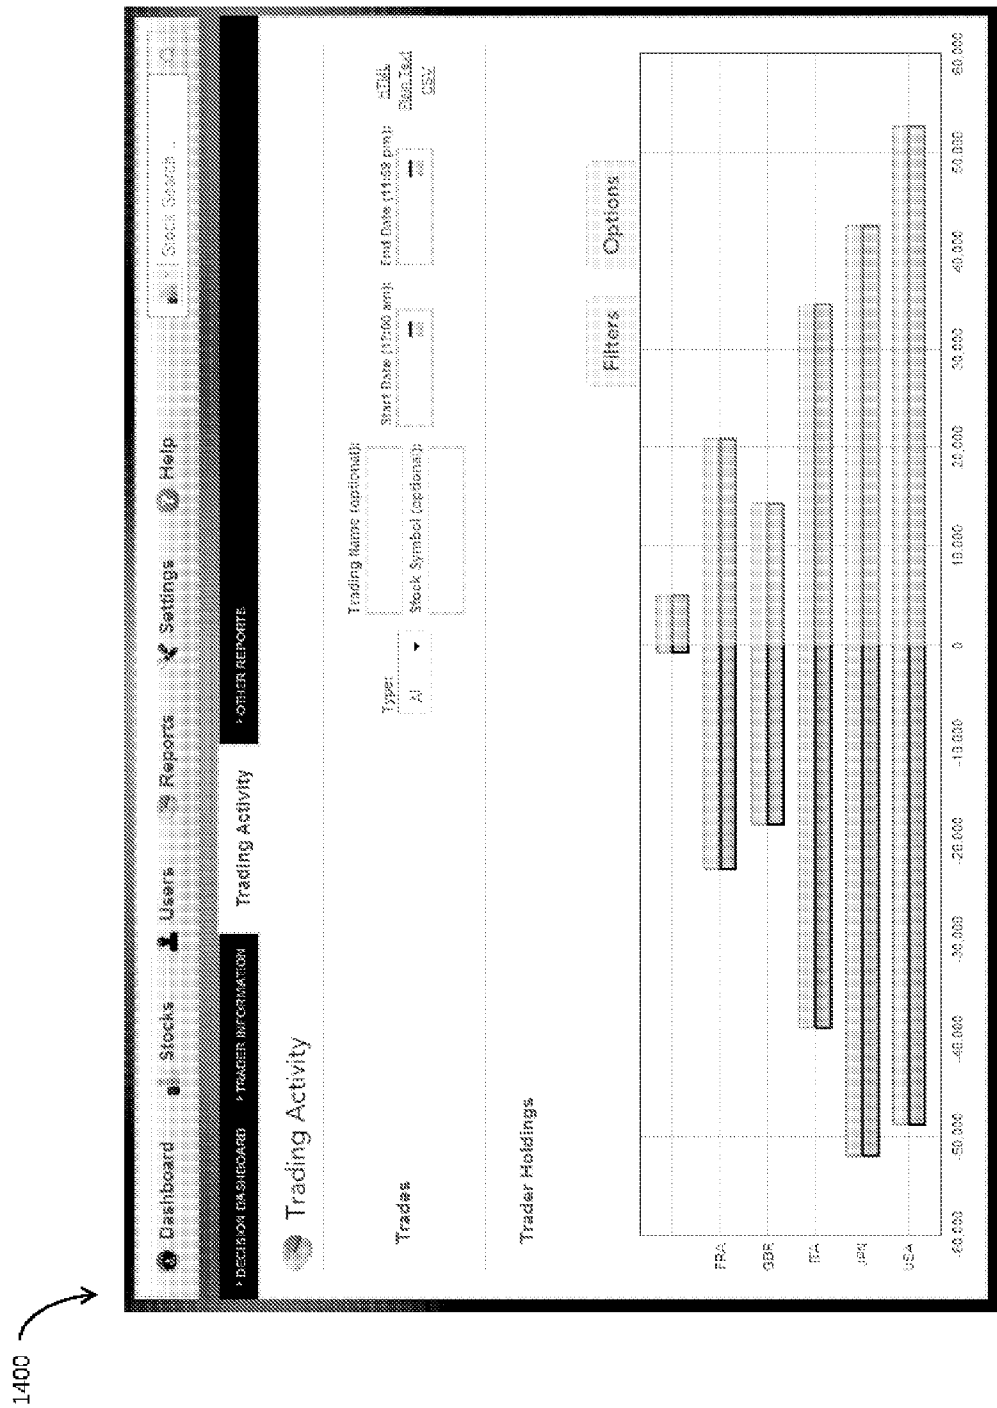 1400
Dashboard Stocks Users Reports Settings Help Stock Search...
› DECISION DASHBOARD › TRADER INFORMATION Trading Activity › OTHER REPORTS
Trading Activity
Trades
Type:
All
Trading Name (optional):
Stock Symbol (optional):
Start Date (12:00 am):
End Date (11:59 pm):
HTML
Plain Text
CSV
Trader Holdings
Filters Options
FRA
GBR
ITA
JPN
USA
-60.000 -50.000 -40.000 -30.000 -20.000 -10.000 0 10.000 20.000 30.000 40.000 50.000 60.000